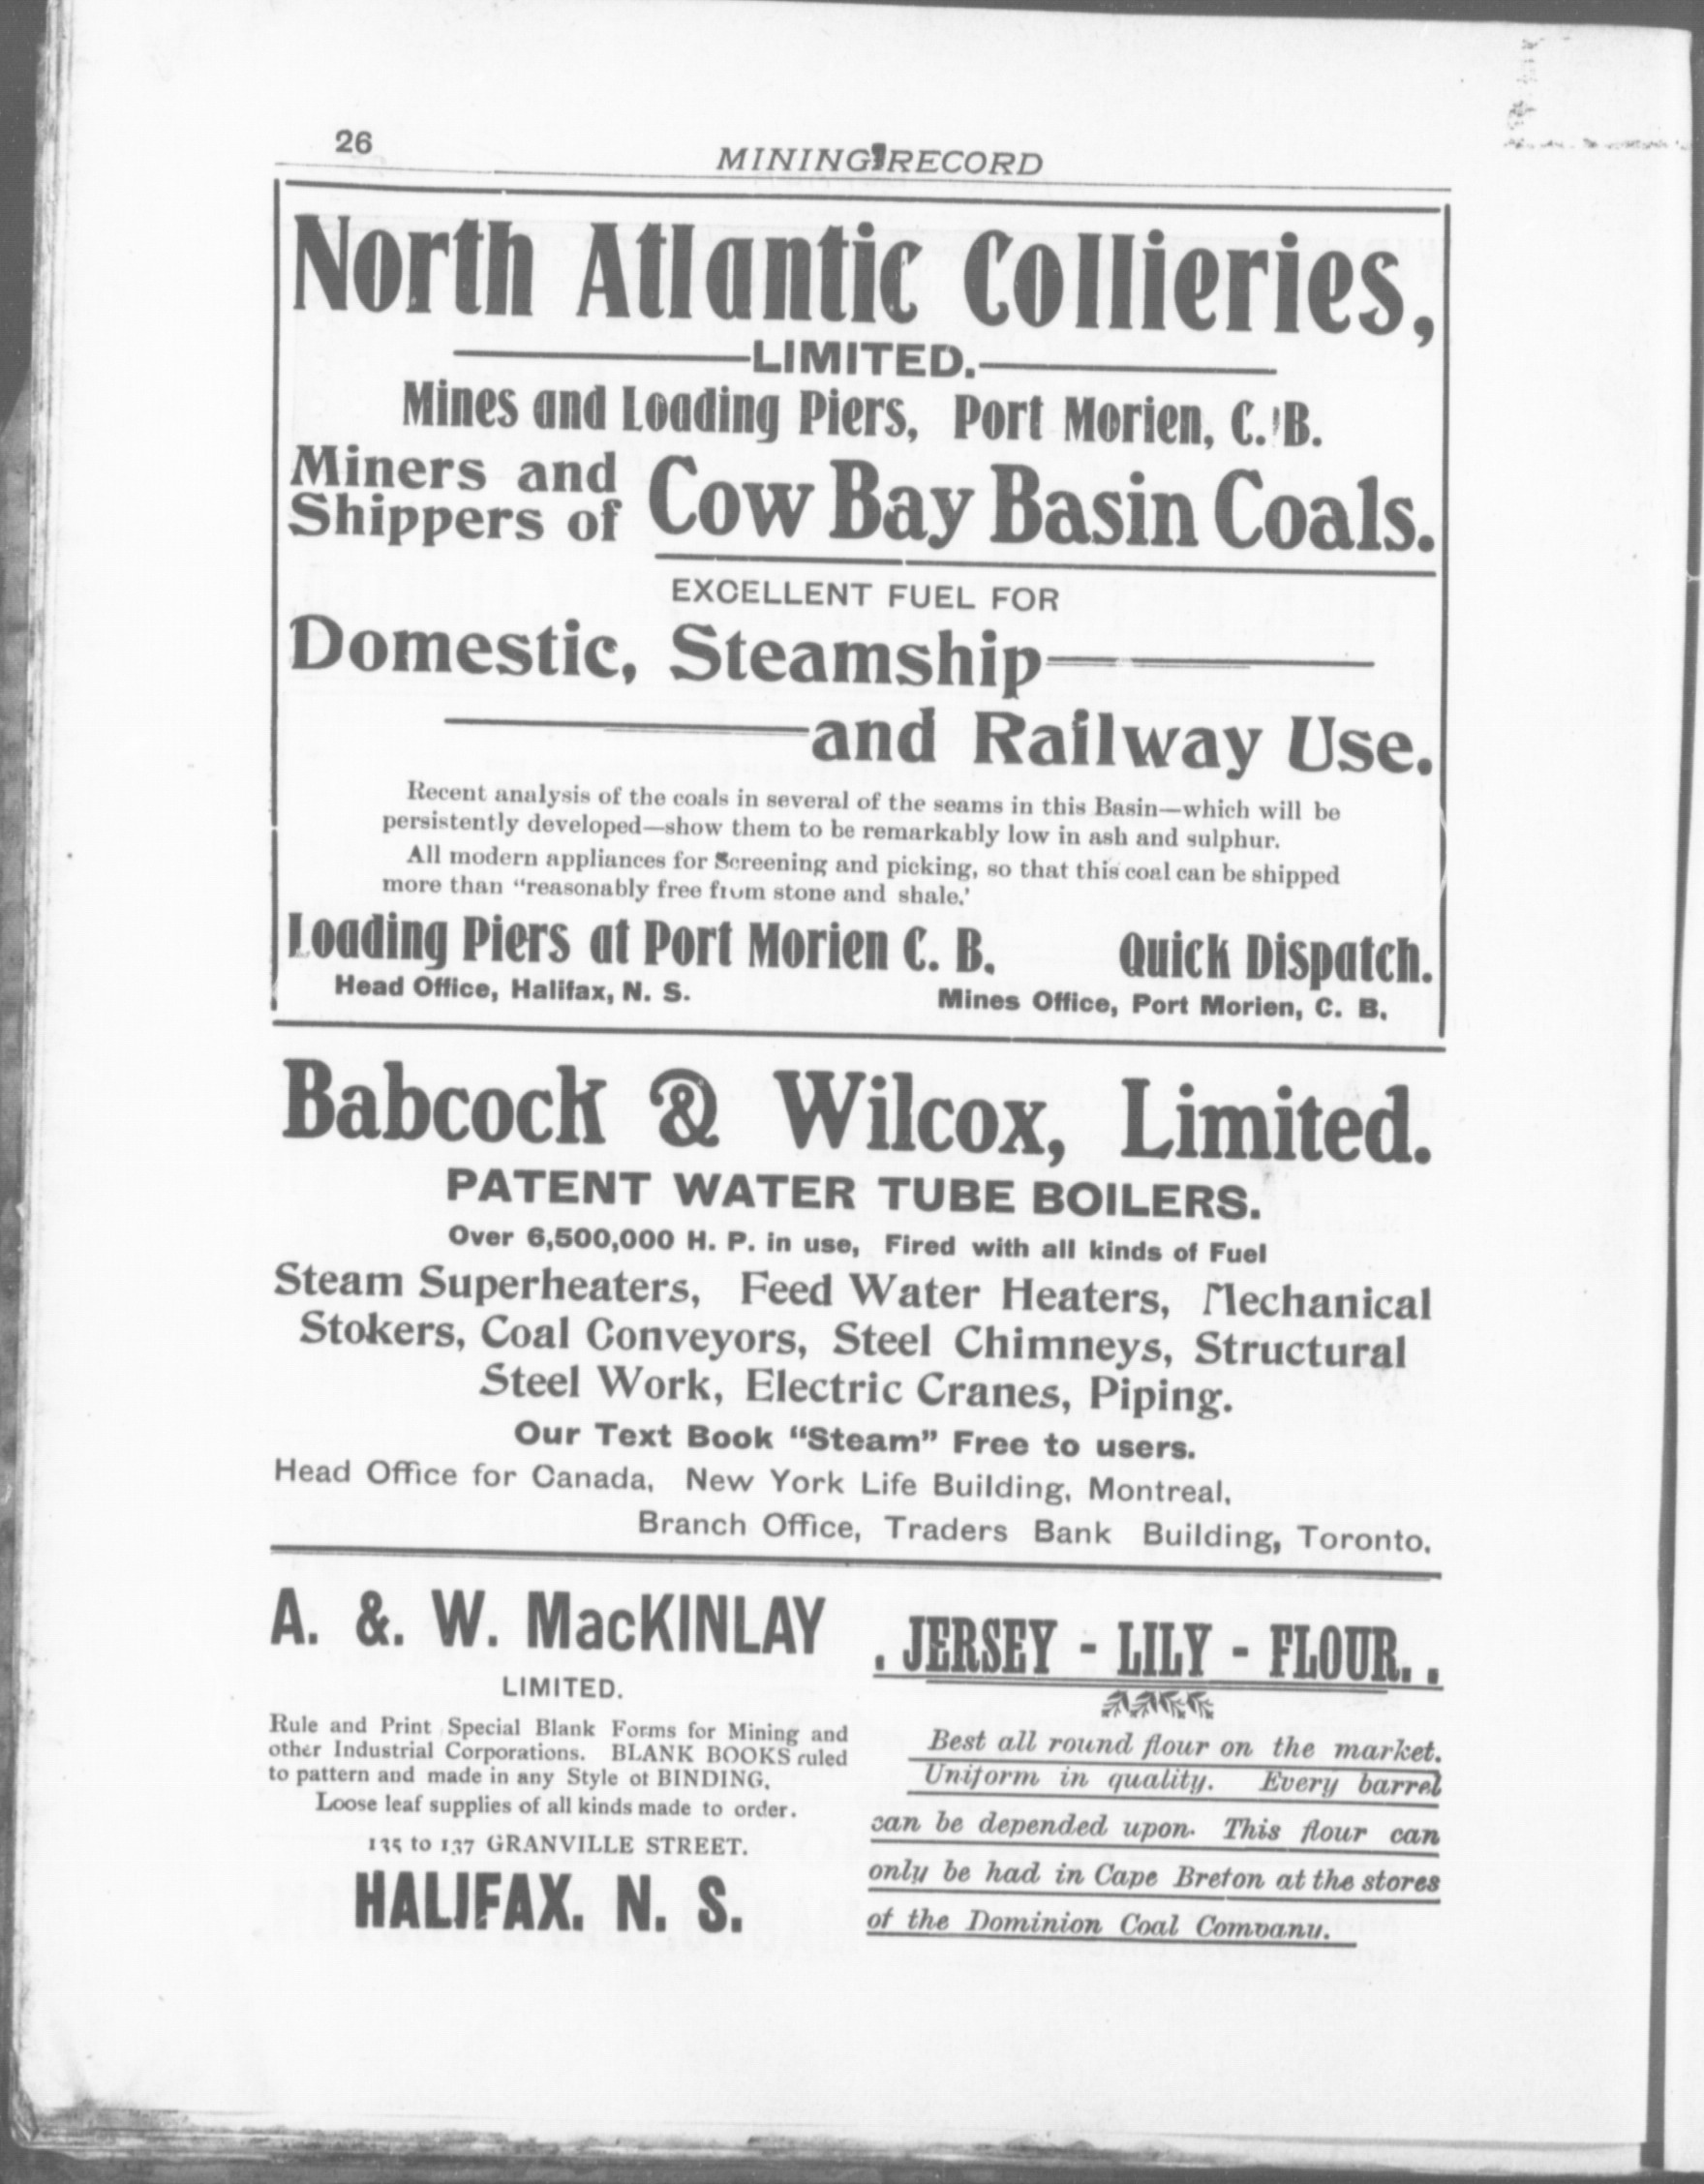 26
MINING RECORD
North Atlantic Collieries,
LIMITED.
Mines and Loading Piers, Port Morien, C. B.
Miners and
Shippers of Cow Bay Basin Coals.
EXCELLENT FUEL FOR
Domestic, Steamship
and Railway Use.
Recent analysis of the coals in several of the seams in this Basin—which will be
persistently developed—show them to be remarkably low in ash and sulphur.
All modern appliances for Screening and picking, so that this coal can be shipped
more than "reasonably free from stone and shale.'
Loading Piers at Port Morien C. B. Quick Dispatch.
Head Office, Halifax, N. S. Mines Office, Port Morien, C. B.
Babcock & Wilcox, Limited.
PATENT WATER TUBE BOILERS.
Over 6,500,000 H. P. in use, Fired with all kinds of Fuel
Steam Superheaters, Feed Water Heaters, Mechanical
Stokers, Coal Conveyors, Steel Chimneys, Structural
Steel Work, Electric Cranes, Piping.
Our Text Book "Steam" Free to users.
Head Office for Canada, New York Life Building, Montreal,
Branch Office, Traders Bank Building, Toronto.
A. &. W. MacKINLAY
LIMITED.
Rule and Print Special Blank Forms for Mining and
other Industrial Corporations. BLANK BOOKS ruled
to pattern and made in any Style of BINDING.
Loose leaf supplies of all kinds made to order.
135 to 137 GRANVILLE STREET.
HALIFAX. N. S.
. JERSEY - LILY - FLOUR. .
Best all round flour on the market.
Uniform in quality. Every barrel
can be depended upon. This flour can
only be had in Cape Breton at the stores
of the Dominion Coal Company.